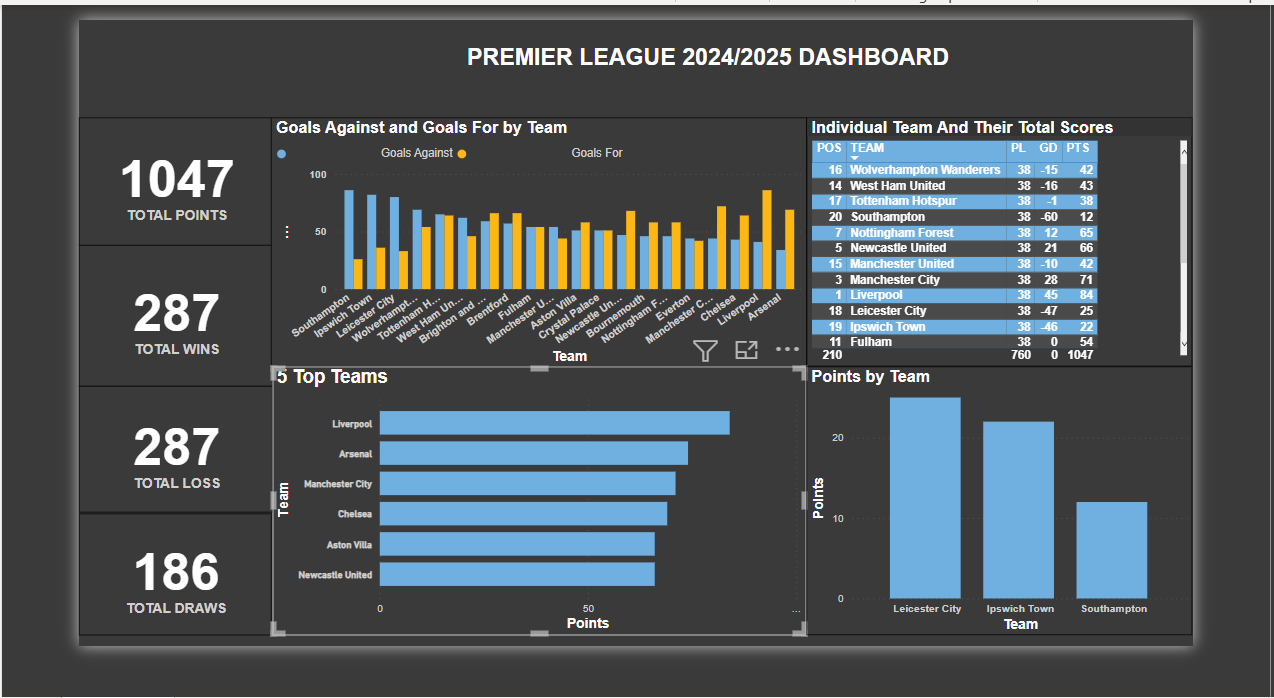 PREMIER LEAGUE 2024/2025 DASHBOARD
1047
TOTAL POINTS
287
TOTAL WINS
287
TOTAL LOSS
186
TOTAL DRAWS
Goals Against and Goals For by Team
Goals Against Goals For
100
50
0
Southampton
Ipswich Town
Leicester City
Wolverhampt...
Tottenham H...
West Ham Un...
Brighton and ...
Brentford
Fulham
Manchester U...
Aston Villa
Crystal Palace
Newcastle Un...
Bournemouth
Nottingham F...
Everton
Manchester C...
Chelsea
Liverpool
Arsenal
Team
Individual Team And Their Total Scores
POS TEAM PL GD PTS
16 Wolverhampton Wanderers 38 -15 42
14 West Ham United 38 -16 43
17 Tottenham Hotspur 38 -1 38
20 Southampton 38 -60 12
7 Nottingham Forest 38 12 65
5 Newcastle United 38 21 66
15 Manchester United 38 -10 42
3 Manchester City 38 28 71
1 Liverpool 38 45 84
18 Leicester City 38 -47 25
19 Ipswich Town 38 -46 22
11 Fulham 38 0 54
210 760 0 1047
5 Top Teams
Team
Liverpool
Arsenal
Manchester City
Chelsea
Aston Villa
Newcastle United
0 50 ...
Points
Points by Team
Points
20
10
0
Leicester City Ipswich Town Southampton
Team